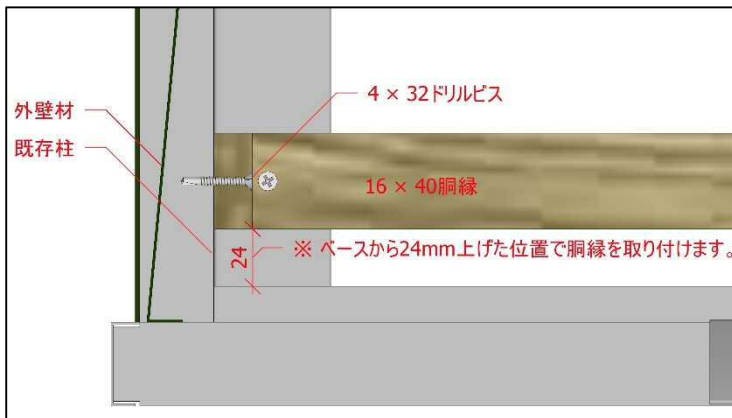 4 × 32ドリルビス
外壁材
既存柱
16 × 40胴縁
24
※ ベースから24mm上げた位置で胴縁を取り付けます。